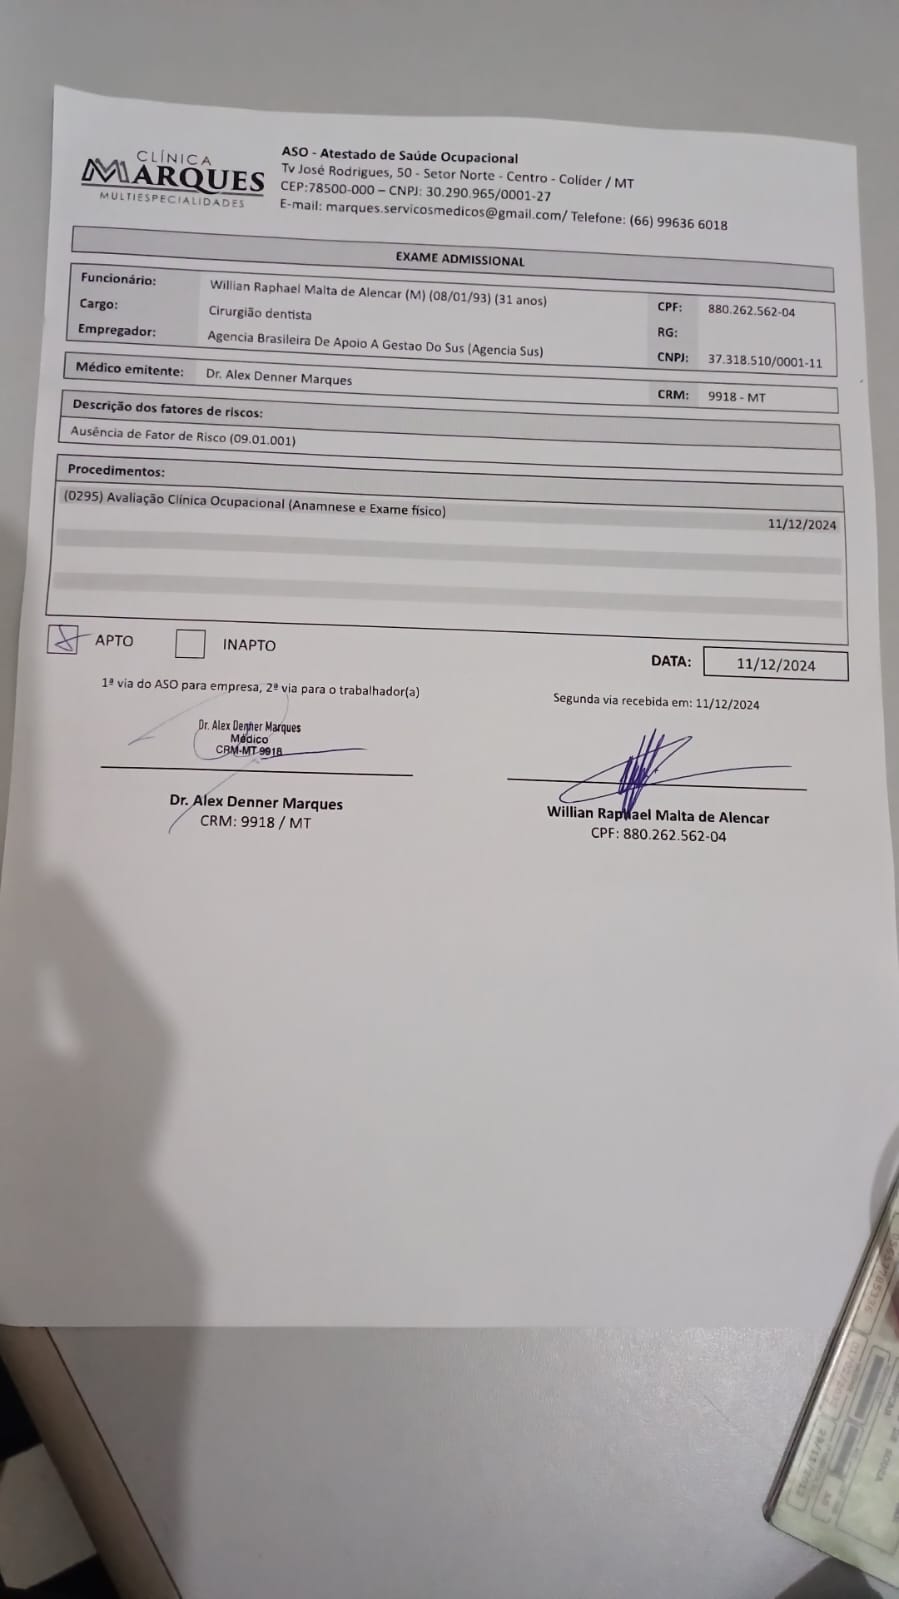 CLÍNICA
MARQUES
MULTIESPECIALIDADES
ASO - Atestado de Saúde Ocupacional
Tv José Rodrigues, 50 - Setor Norte - Centro - Colíder / MT
CEP:78500-000 – CNPJ: 30.290.965/0001-27
E-mail: marques.servicosmedicos@gmail.com/ Telefone: (66) 99636 6018
EXAME ADMISSIONAL
Funcionário: Willian Raphael Malta de Alencar (M) (08/01/93) (31 anos) CPF: 880.262.562-04
Cargo: Cirurgião dentista RG:
Empregador: Agencia Brasileira De Apoio A Gestao Do Sus (Agencia Sus) CNPJ: 37.318.510/0001-11
Médico emitente: Dr. Alex Denner Marques CRM: 9918 - MT
Descrição dos fatores de riscos:
Ausência de Fator de Risco (09.01.001)
Procedimentos:
(0295) Avaliação Clínica Ocupacional (Anamnese e Exame físico) 11/12/2024
APTO INAPTO DATA: 11/12/2024
1ª via do ASO para empresa, 2ª via para o trabalhador(a) Segunda via recebida em: 11/12/2024
Dr. Alex Denner Marques
Médico
CRM-MT 9918
Dr. Alex Denner Marques
CRM: 9918 / MT
Willian Raphael Malta de Alencar
CPF: 880.262.562-04